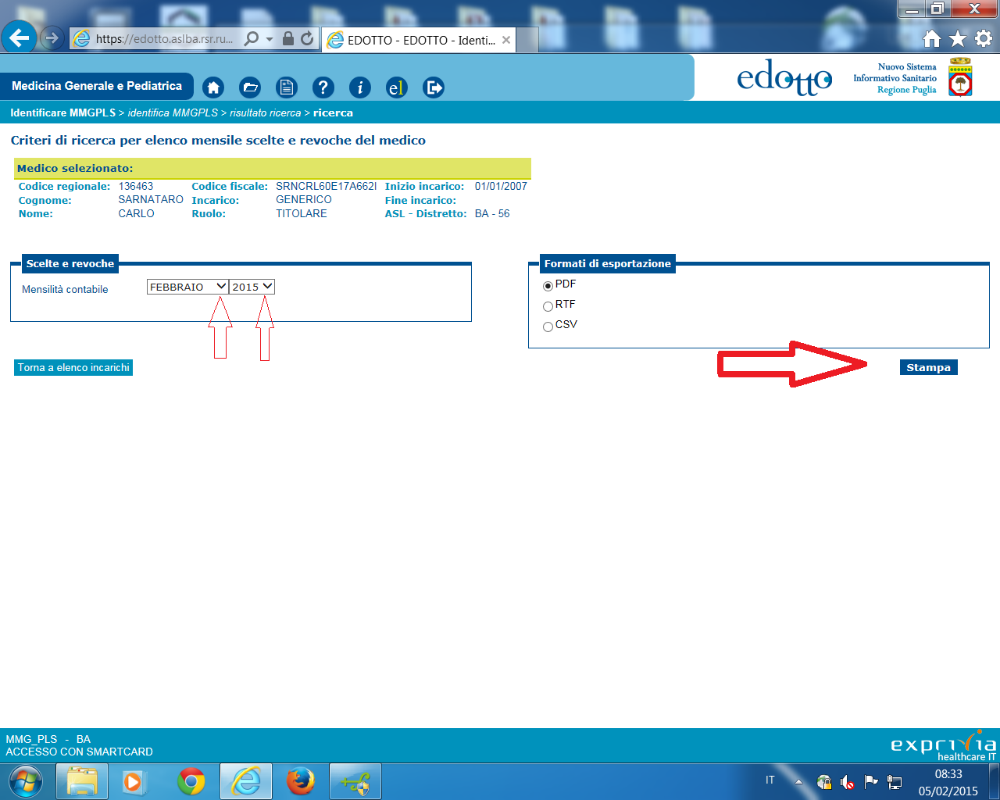 https://edotto.aslba.rsr.ru...
EDOTTO - EDOTTO - Identi...
Medicina Generale e Pediatrica
?
i
el
edotto
Nuovo Sistema
Informativo Sanitario
Regione Puglia
Identificare MMGPLS > identifica MMGPLS > risultato ricerca > ricerca
Criteri di ricerca per elenco mensile scelte e revoche del medico
Medico selezionato:
Codice regionale: 136463 Codice fiscale: SRNCRL60E17A662I Inizio incarico: 01/01/2007
Cognome: SARNATARO Incarico: GENERICO Fine incarico:
Nome: CARLO Ruolo: TITOLARE ASL - Distretto: BA - 56
Scelte e revoche
Mensilità contabile FEBBRAIO 2015
Formati di esportazione
PDF
RTF
CSV
Torna a elenco incarichi
Stampa
MMG_PLS - BA
ACCESSO CON SMARTCARD
exprivia
healthcare IT
IT
08:33
05/02/2015